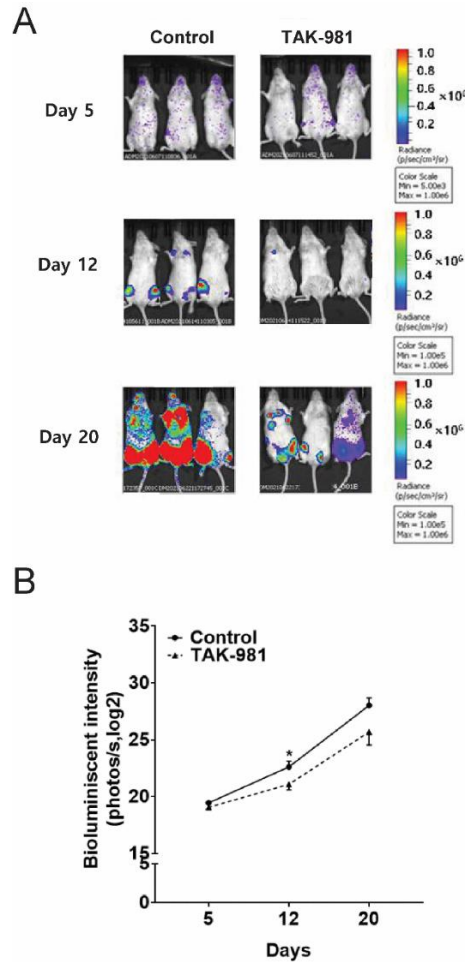 A
Control TAK-981
Day 5
1.0
0.8
0.6
0.4
0.2
×10⁶
Radiance
(p/sec/cm²/sr)
Color Scale
Min = 5.00e3
Max = 1.00e6
Day 12
1.0
0.8
0.6
0.4
0.2
×10⁶
Radiance
(p/sec/cm²/sr)
Color Scale
Min = 1.00e5
Max = 1.00e6
Day 20
1.0
0.8
0.6
0.4
0.2
×10⁶
Radiance
(p/sec/cm²/sr)
Color Scale
Min = 1.00e5
Max = 1.00e6
B
Bioluminiscent intensity
(photos/s,log2)
35
30
25
20
15
5
0
Control
TAK-981
*
5 12 20
Days